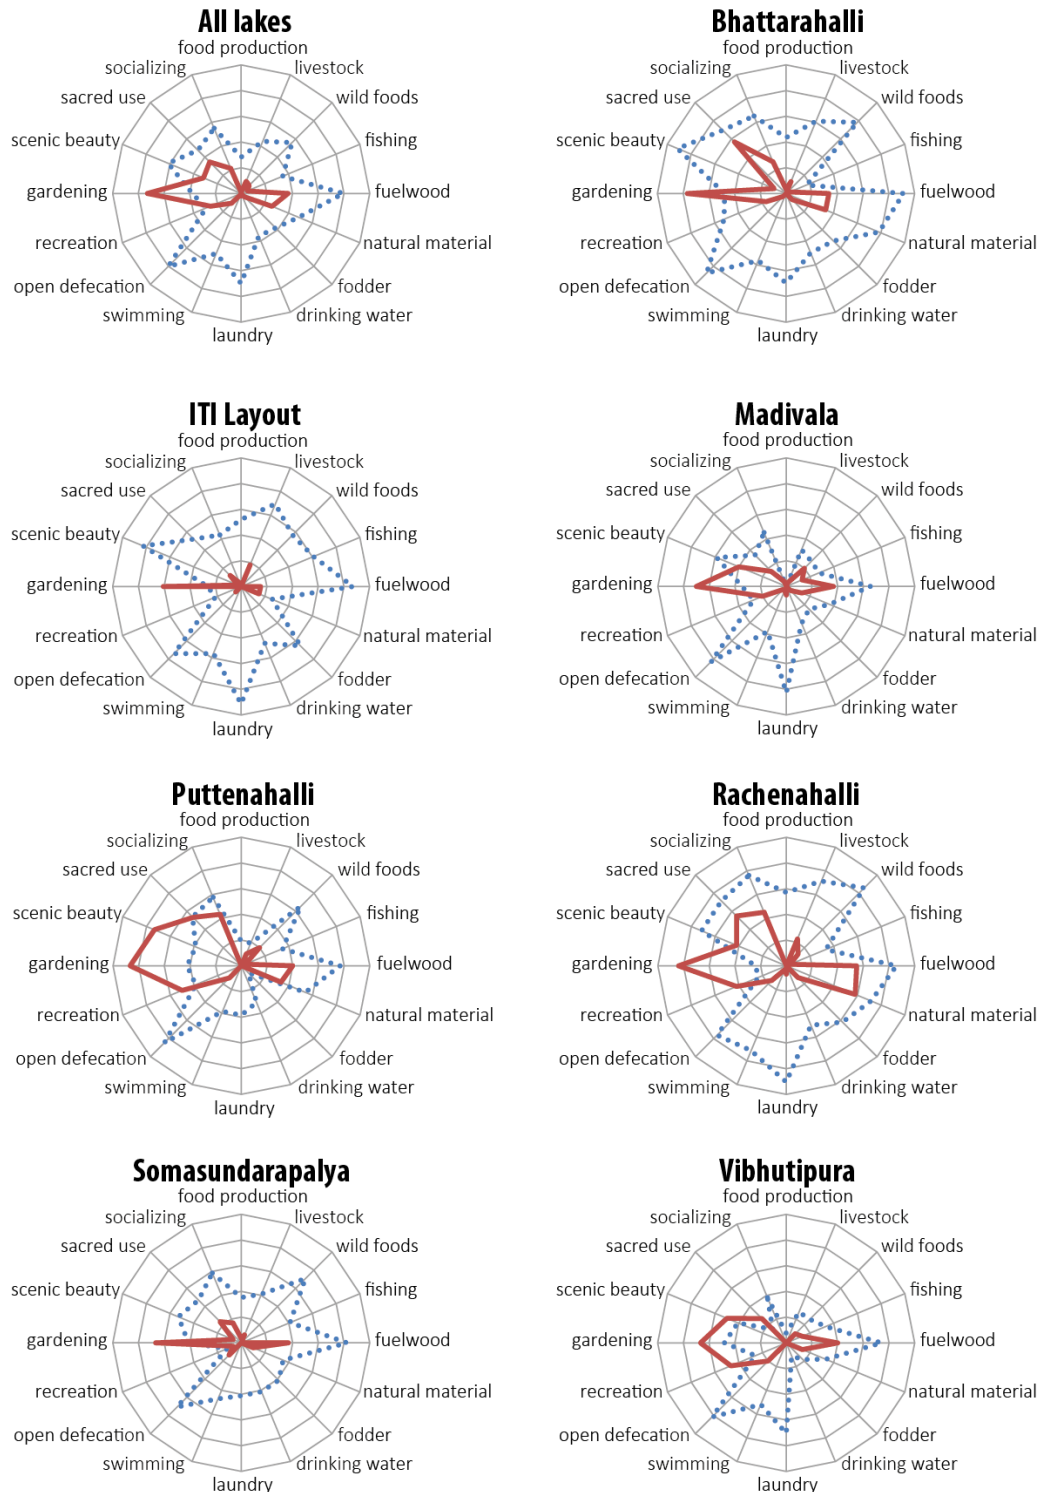 All lakes
food production
socializing
livestock
sacred use
wild foods
scenic beauty
fishing
gardening
fuelwood
recreation
natural material
open defecation
fodder
swimming
drinking water
laundry
Bhattarahalli
food production
socializing
livestock
sacred use
wild foods
scenic beauty
fishing
gardening
fuelwood
recreation
natural material
open defecation
fodder
swimming
drinking water
laundry
ITI Layout
food production
socializing
livestock
sacred use
wild foods
scenic beauty
fishing
gardening
fuelwood
recreation
natural material
open defecation
fodder
swimming
drinking water
laundry
Madivala
food production
socializing
livestock
sacred use
wild foods
scenic beauty
fishing
gardening
fuelwood
recreation
natural material
open defecation
fodder
swimming
drinking water
laundry
Puttenahalli
food production
socializing
livestock
sacred use
wild foods
scenic beauty
fishing
gardening
fuelwood
recreation
natural material
open defecation
fodder
swimming
drinking water
laundry
Rachenahalli
food production
socializing
livestock
sacred use
wild foods
scenic beauty
fishing
gardening
fuelwood
recreation
natural material
open defecation
fodder
swimming
drinking water
laundry
Somasundarapalya
food production
socializing
livestock
sacred use
wild foods
scenic beauty
fishing
gardening
fuelwood
recreation
natural material
open defecation
fodder
swimming
drinking water
laundry
Vibhutipura
food production
socializing
livestock
sacred use
wild foods
scenic beauty
fishing
gardening
fuelwood
recreation
natural material
open defecation
fodder
swimming
drinking water
laundry